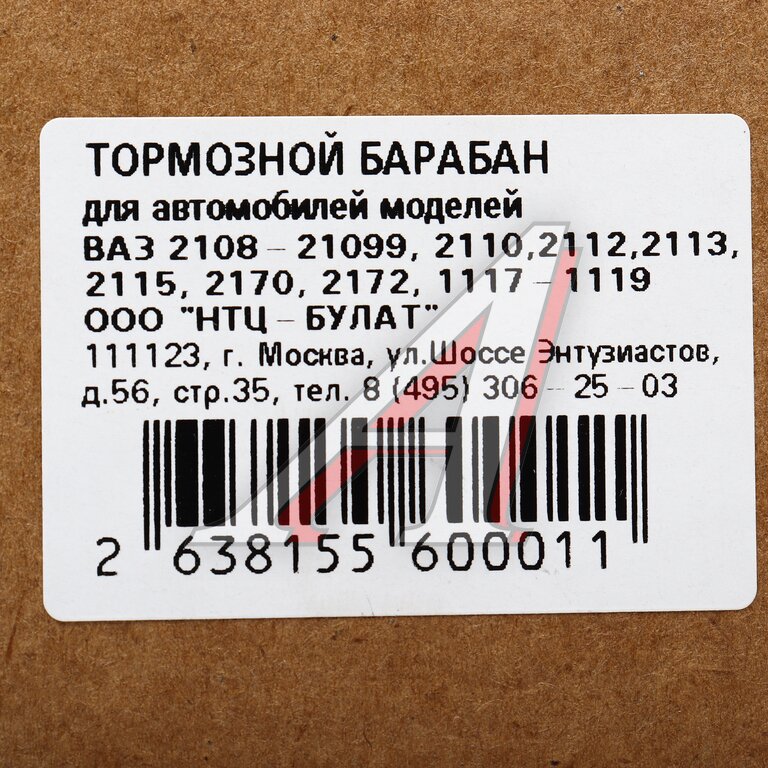 ТОРМОЗНОЙ БАРАБАН
для автомобилей моделей
ВАЗ 2108 – 21099, 2110,2112,2113,
2115, 2170, 2172, 1117 – 1119
ООО "НТЦ – БУЛАТ"
111123, г. Москва, ул.Шоссе Энтузиастов,
д.56, стр.35, тел. 8 (495) 306 – 25 – 03
2 638155 600011